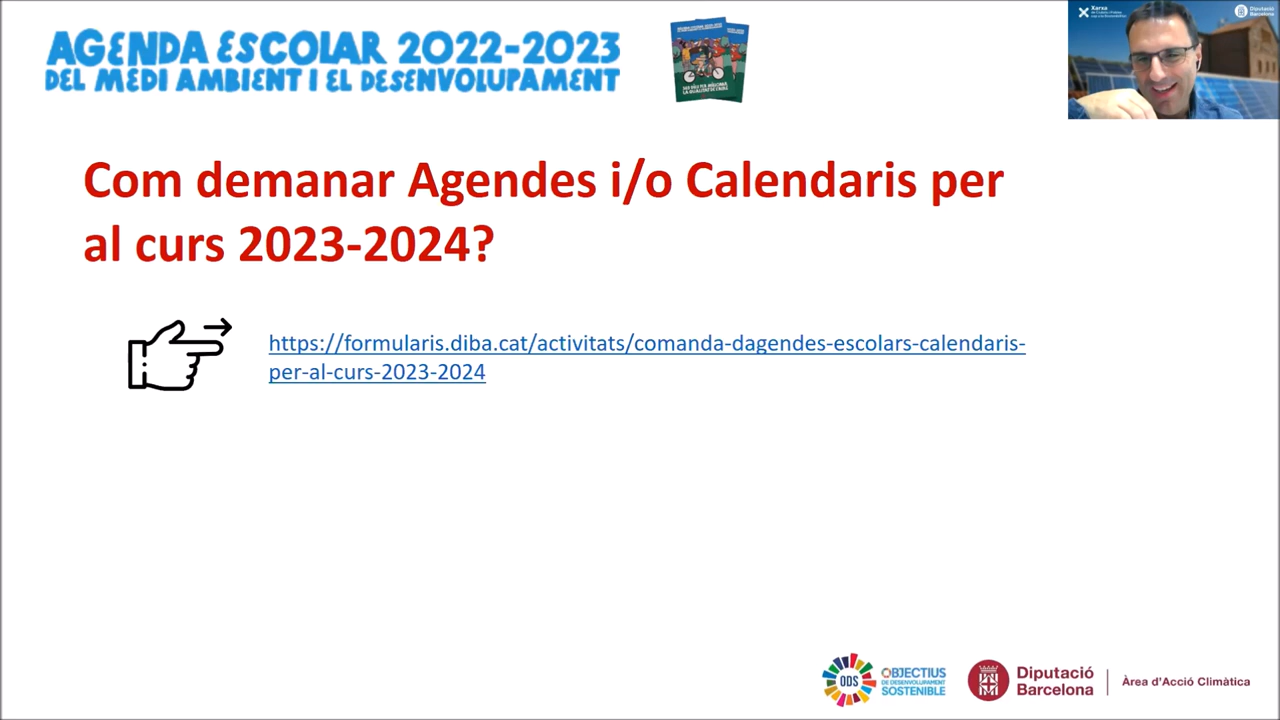 AGENDA ESCOLAR 2022-2023
DEL MEDI AMBIENT I EL DESENVOLUPAMENT
Xarxa
Diputació
Barcelona
Com demanar Agendes i/o Calendaris per
al curs 2023-2024?
https://formularis.diba.cat/activitats/comanda-dagendes-escolars-calendaris-
per-al-curs-2023-2024
ODS
OBJECTIUS
DE DESENVOLUPAMENT
SOSTENIBLE
Diputació
Barcelona
Àrea d'Acció Climàtica